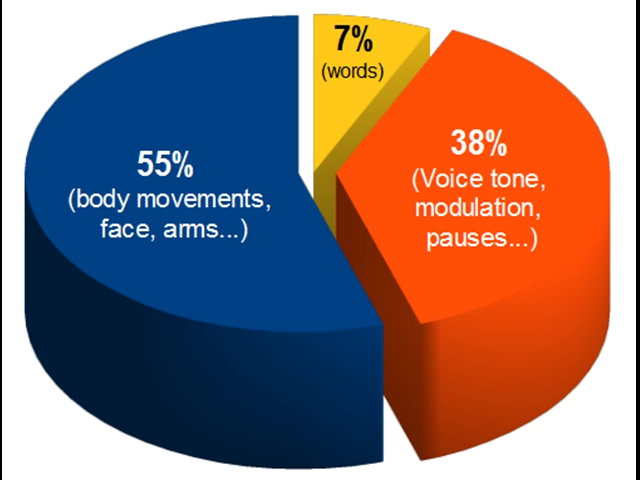 7%
(words)
38%
(Voice tone,
modulation,
pauses...)
55%
(body movements,
face, arms...)